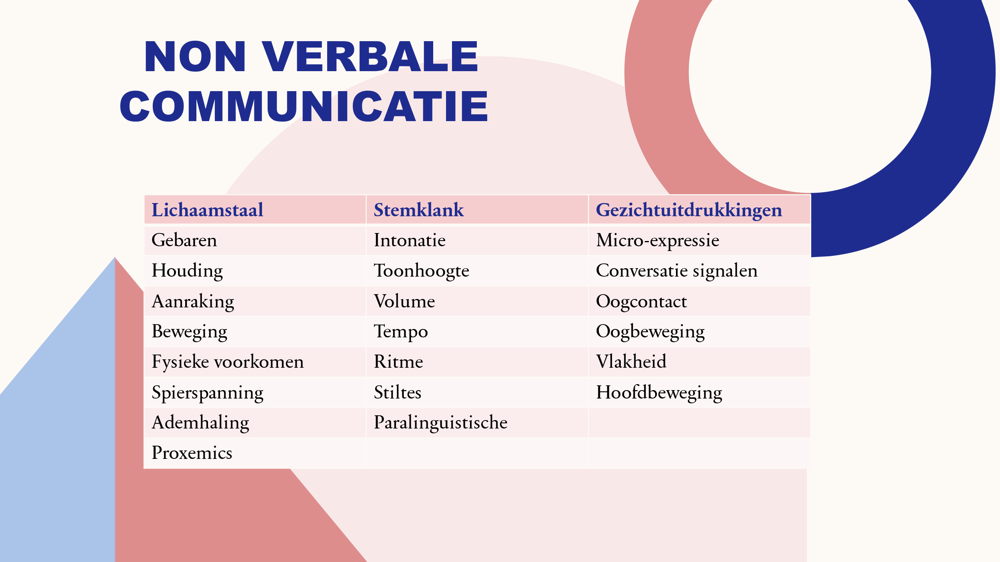 NON VERBALE
COMMUNICATIE
Lichaamstaal Stemklank Gezichtuitdrukkingen
Gebaren Intonatie Micro-expressie
Houding Toonhoogte Conversatie signalen
Aanraking Volume Oogcontact
Beweging Tempo Oogbeweging
Fysieke voorkomen Ritme Vlakheid
Spierspanning Stiltes Hoofdbeweging
Ademhaling Paralinguistische
Proxemics